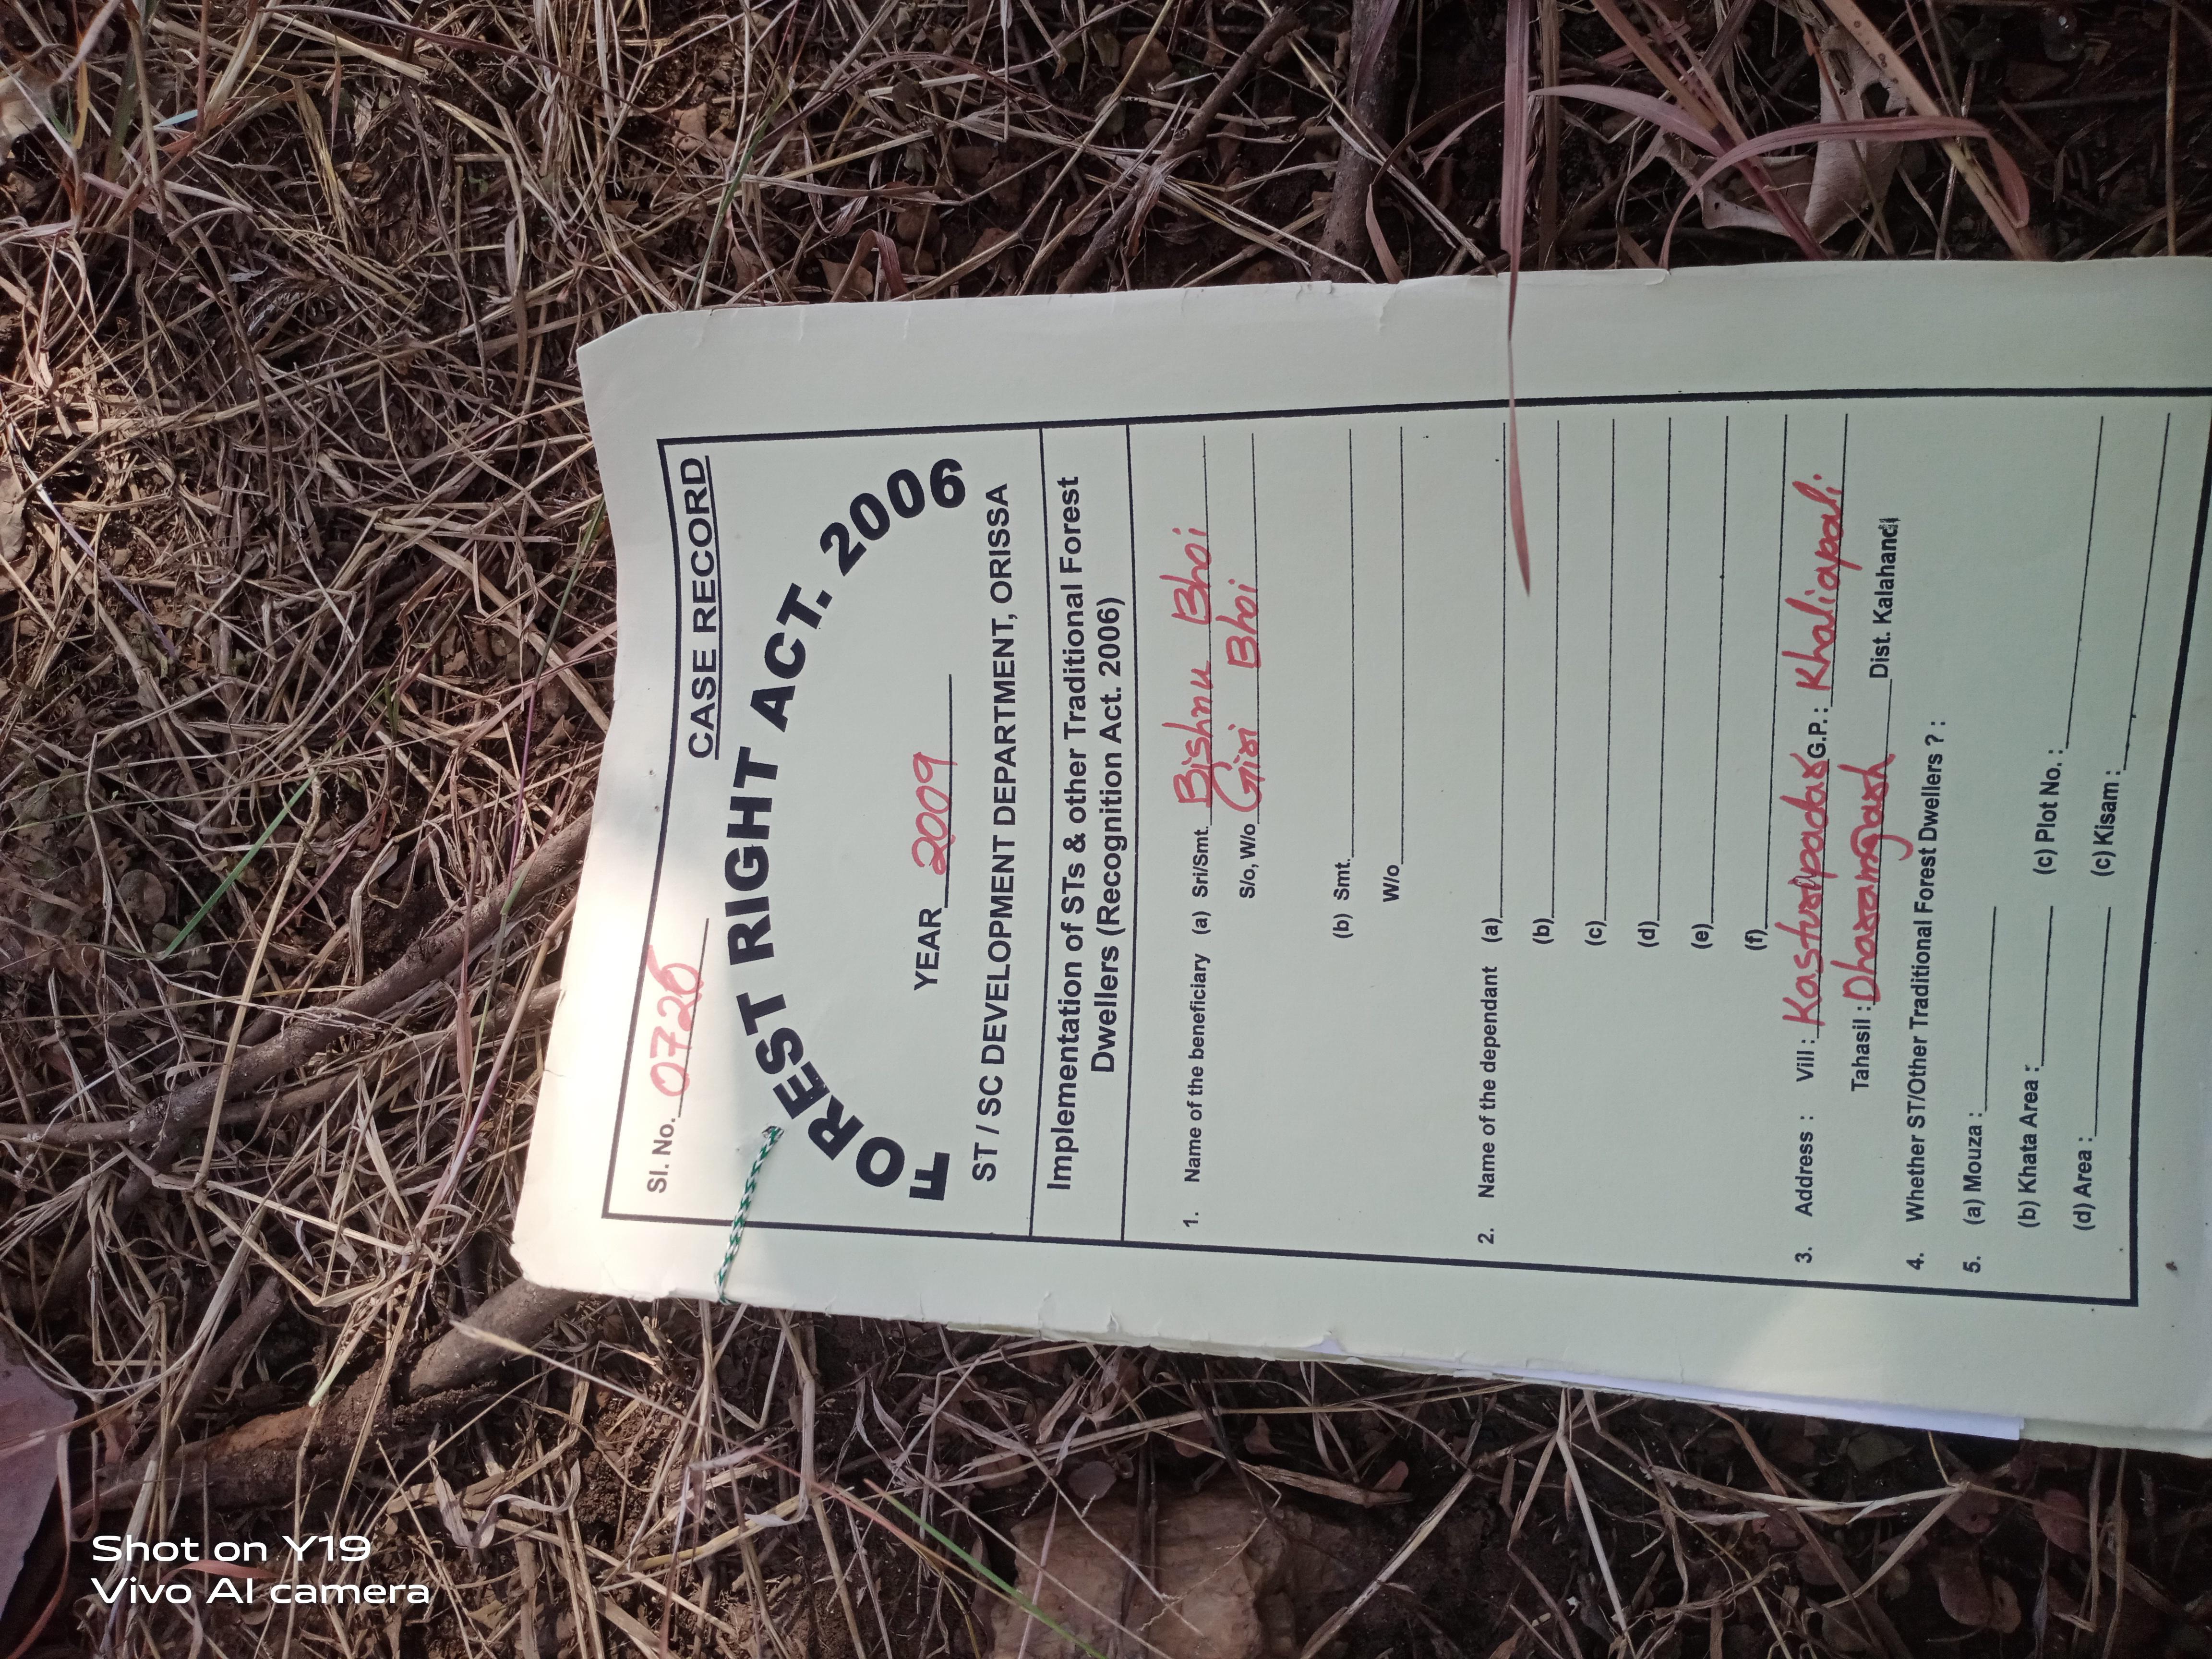 Sl. No. 0726
CASE RECORD
FOREST RIGHT ACT. 2006
YEAR 2009
ST / SC DEVELOPMENT DEPARTMENT, ORISSA
Implementation of STs & other Traditional Forest
Dwellers (Recognition Act. 2006)
1. Name of the beneficiary (a) Sri/Smt. Bishnu Bhoi
S/o, W/o Giri Bhoi
(b) Smt.
W/o
2. Name of the dependant (a)
(b)
(c)
(d)
(e)
(f)
3. Address : Vill : Kasturipadar G.P. : Khaliapali
Tahasil : Dharamgarh Dist. Kalahandi
4. Whether ST/Other Traditional Forest Dwellers ? :
5. (a) Mouza :
(b) Khata Area : (c) Plot No. :
(d) Area : (c) Kisam :
Shot on Y19
Vivo AI camera